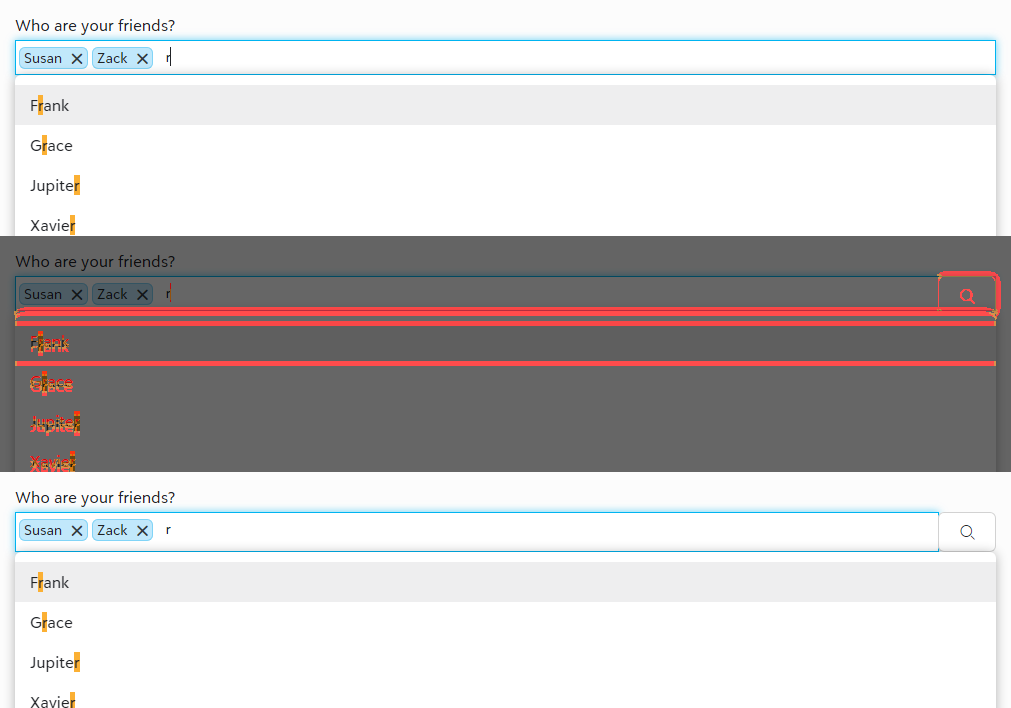 Who are your friends?
Susan Zack r
Frank
Grace
Jupiter
Xavier
Who are your friends?
Susan Zack r
Frank
Grace
Jupiter
Xavier
Who are your friends?
Susan Zack r
Frank
Grace
Jupiter
Xavier